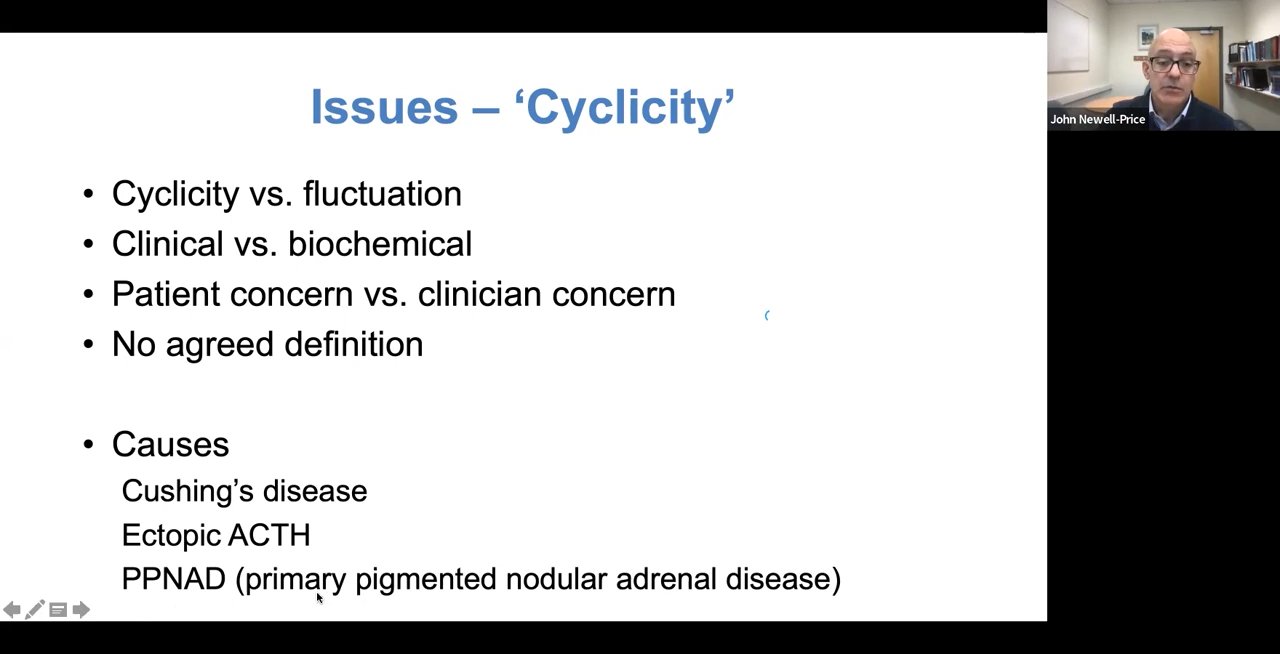 Issues – ‘Cyclicity’
• Cyclicity vs. fluctuation
• Clinical vs. biochemical
• Patient concern vs. clinician concern
• No agreed definition
• Causes
Cushing’s disease
Ectopic ACTH
PPNAD (primary pigmented nodular adrenal disease)
John Newell-Price